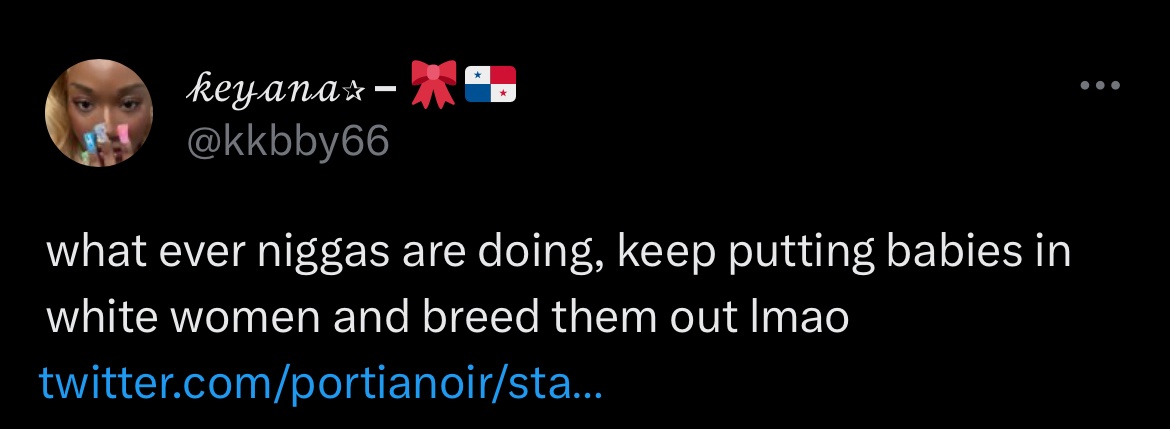 keyana☆ – 🎀🇵🇦
@kkbby66
what ever niggas are doing, keep putting babies in
white women and breed them out lmao
twitter.com/portianoir/sta...